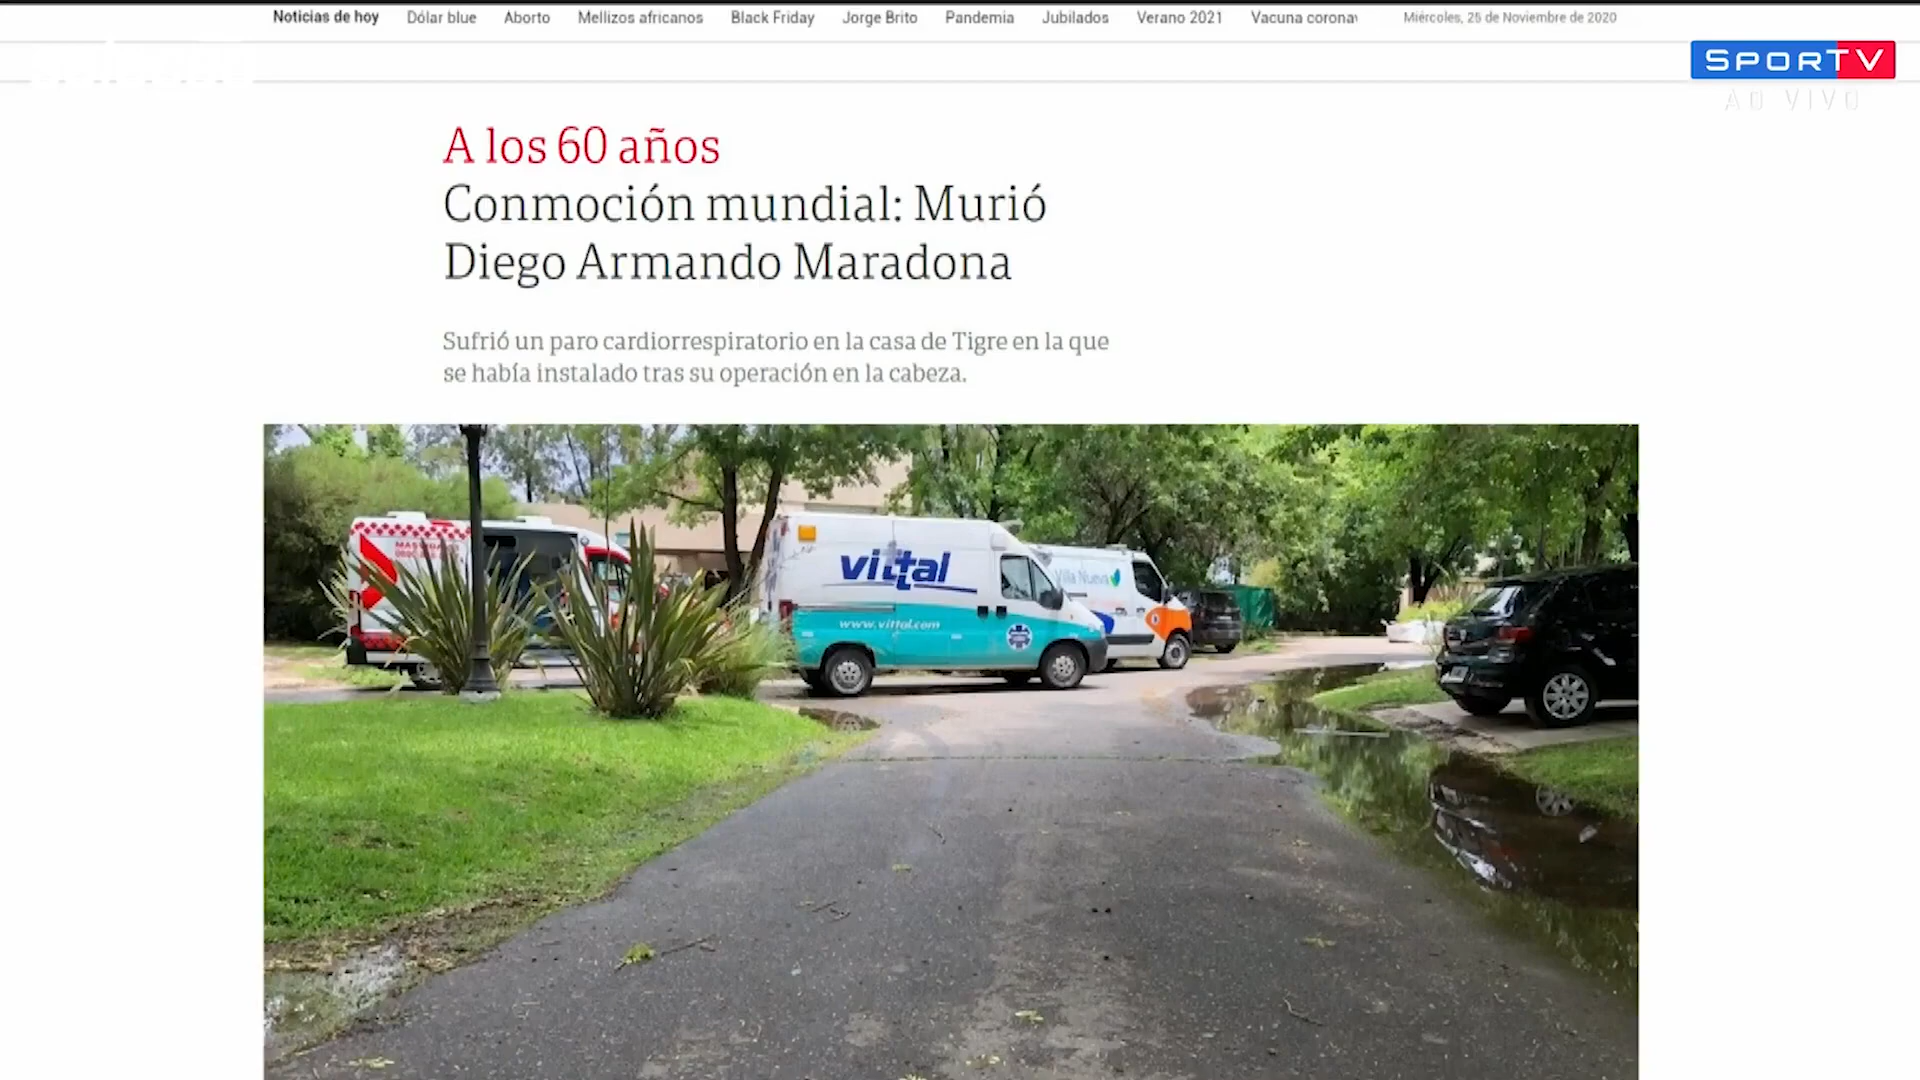 Noticias de hoy Dólar blue Aborto Mellizos africanos Black Friday Jorge Brito Pandemia Jubilados Verano 2021 Vacuna corona Miércoles, 25 de Noviembre de 2020
SPORTV
AO VIVO
A los 60 años
Conmoción mundial: Murió
Diego Armando Maradona
Sufrió un paro cardiorrespiratorio en la casa de Tigre en la que
se había instalado tras su operación en la cabeza.
vittal
Villa Nueva
www.vittal.com